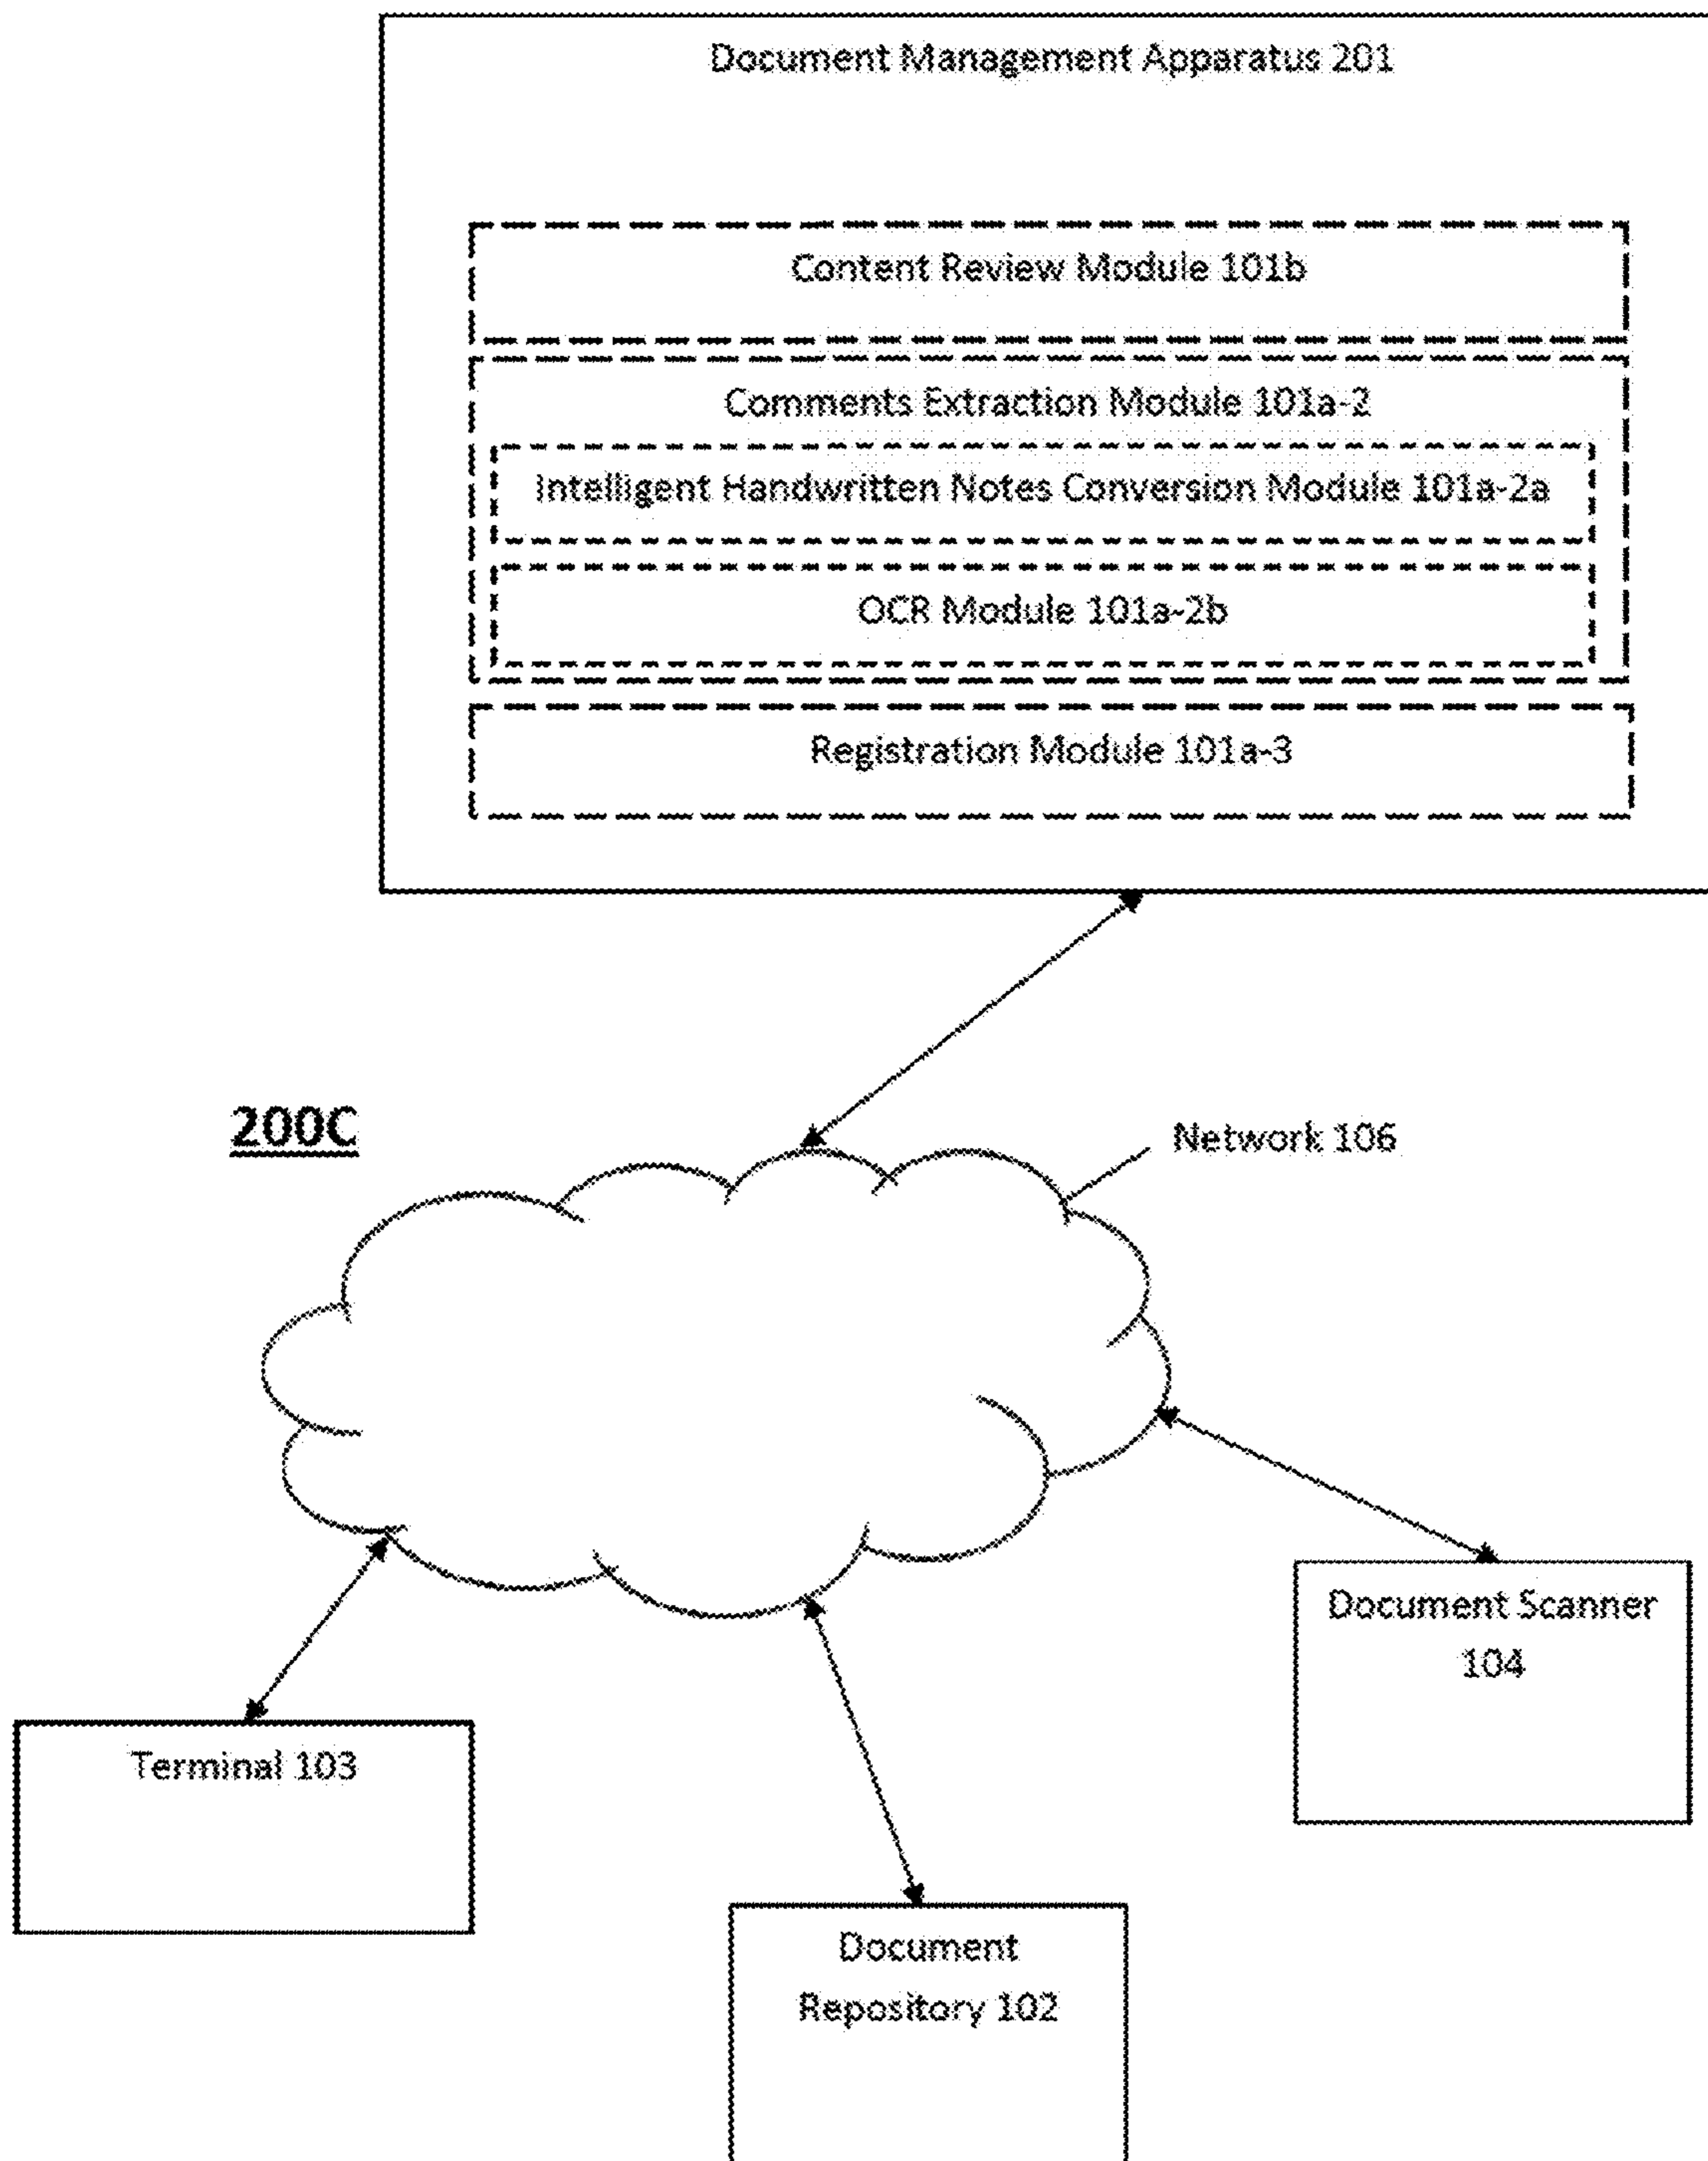 Document Management Apparatus 201
Content Review Module 101b
Comments Extraction Module 101a-2
Intelligent Handwritten Notes Conversion Module 101a-2a
OCR Module 101a-2b
Registration Module 101a-3
200C
Network 106
Document Scanner
104
Terminal 103
Document
Repository 102